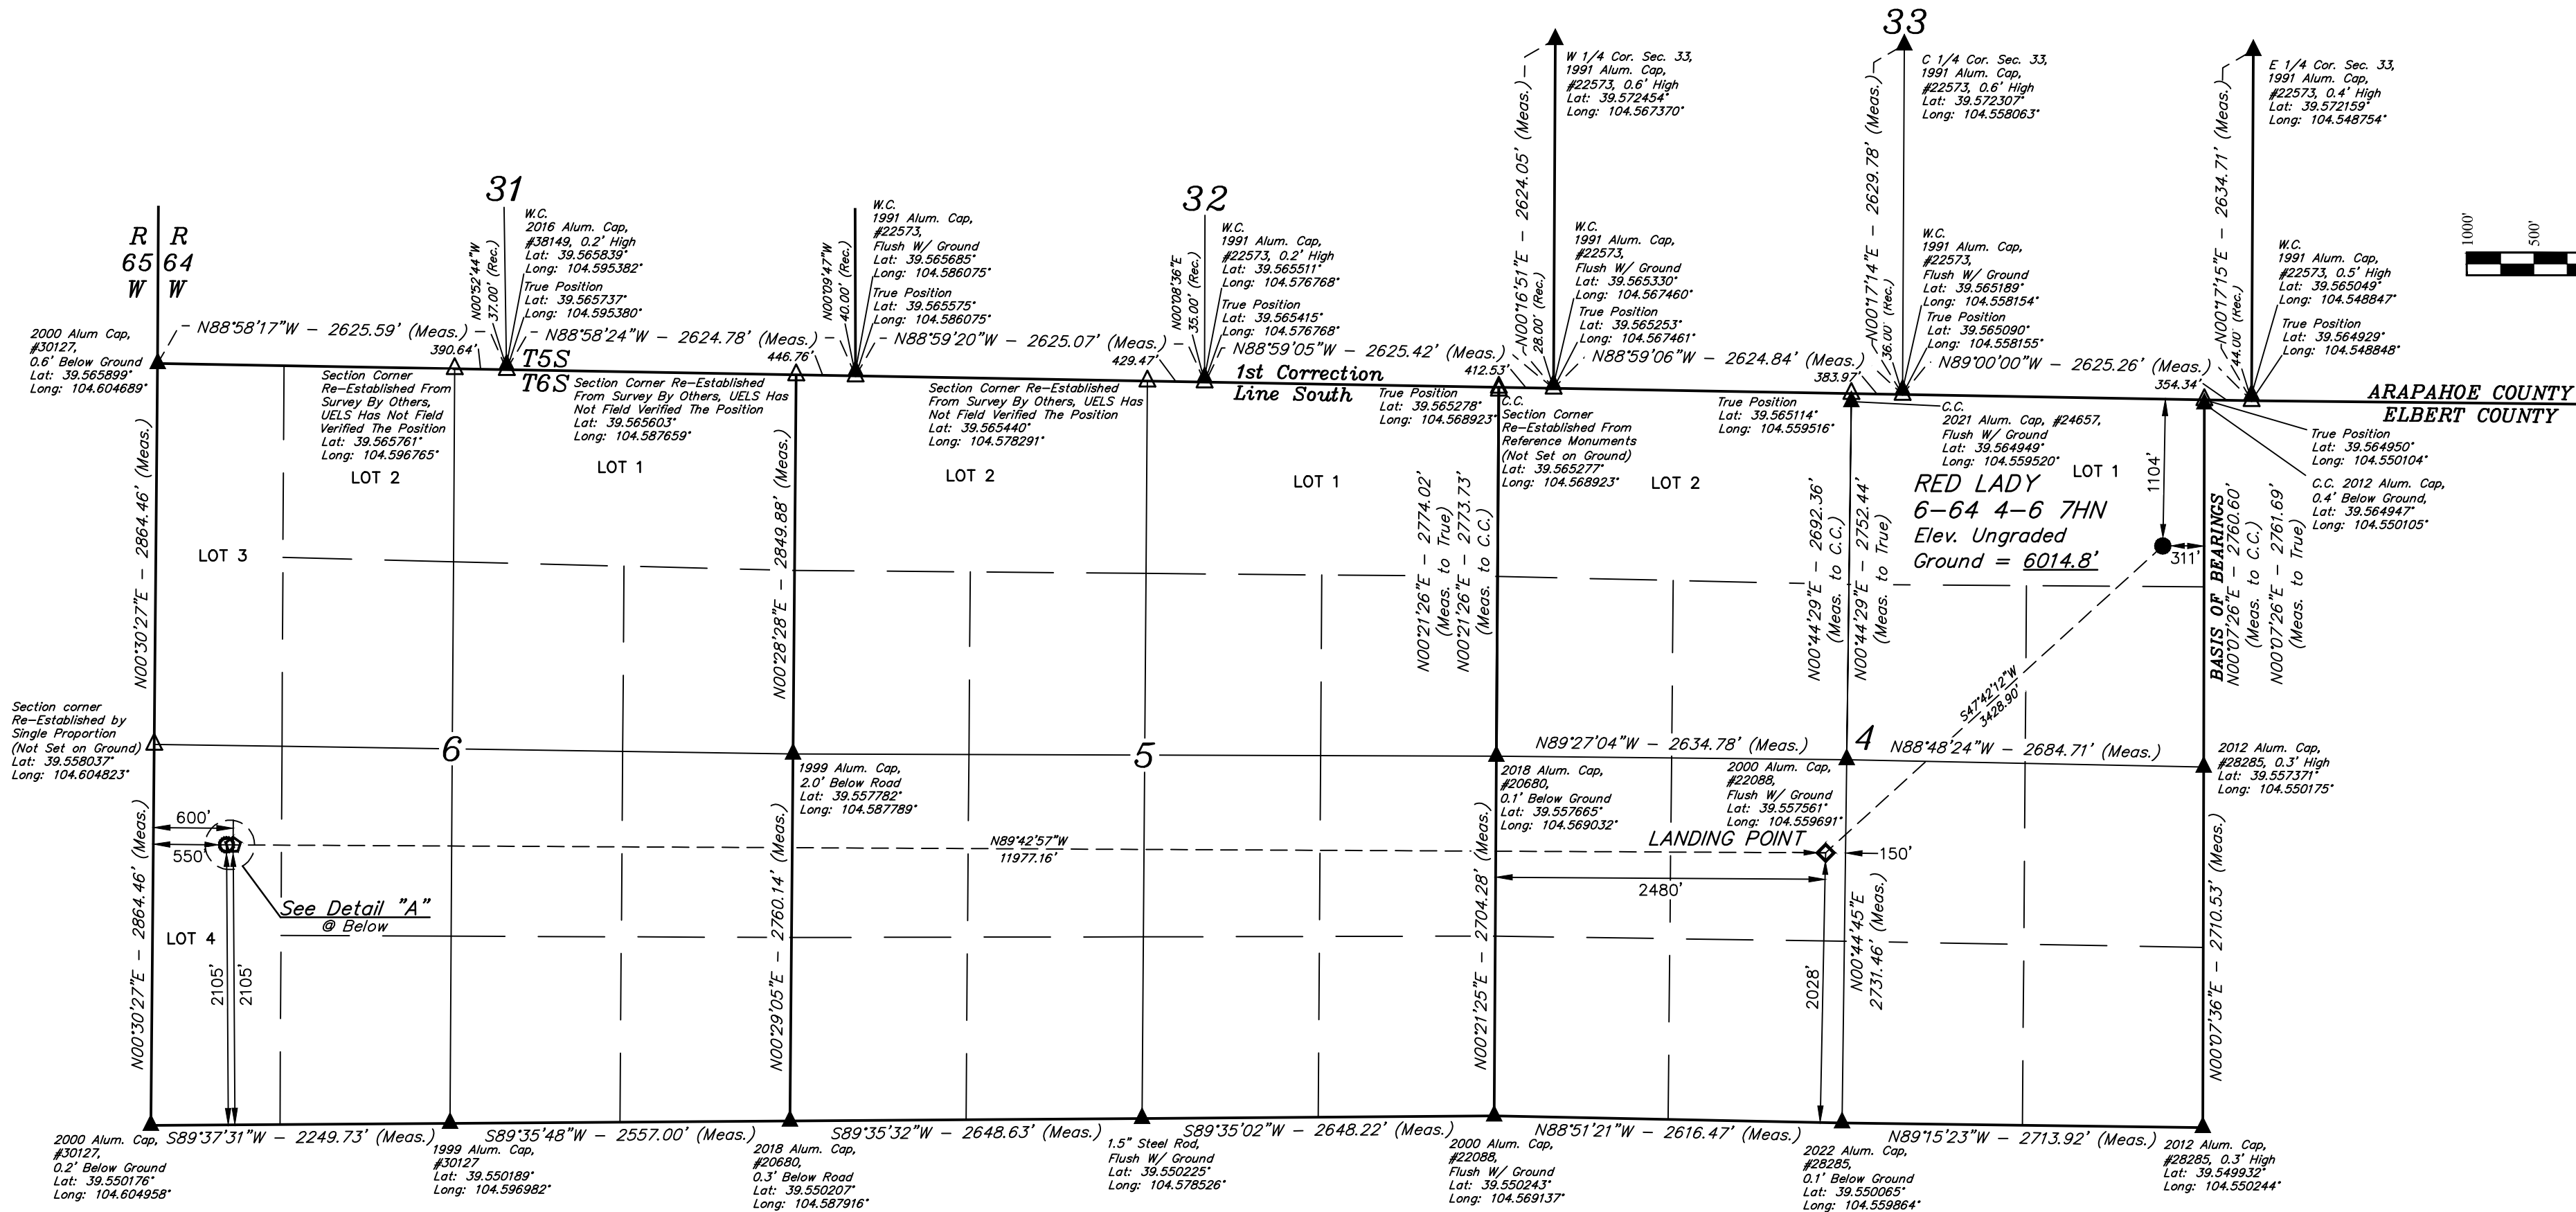 33
W 1/4 Cor. Sec. 33,
1991 Alum. Cap,
#22573, 0.6' High
Lat: 39.572454°
Long: 104.567370°
C 1/4 Cor. Sec. 33,
1991 Alum. Cap,
#22573, 0.6' High
Lat: 39.572307°
Long: 104.558063°
E 1/4 Cor. Sec. 33,
1991 Alum. Cap,
#22573, 0.4' High
Lat: 39.572159°
Long: 104.548754°
N00°16'51"E - 2624.05' (Meas.)
28.00' (Rec.)
N00°17'14"E - 2629.78' (Meas.)
36.00' (Rec.)
N00°17'15"E - 2634.71' (Meas.)
44.00' (Rec.)
1000'
500'
31
32
R R
65 64
W W
N00°52'44"W
37.00' (Rec.)
W.C.
2016 Alum. Cap,
#38149, 0.2' High
Lat: 39.565839°
Long: 104.595382°
True Position
Lat: 39.565737°
Long: 104.595380°
N00°09'47"W
40.00' (Rec.)
W.C.
1991 Alum. Cap,
#22573,
Flush W/ Ground
Lat: 39.565685°
Long: 104.586075°
True Position
Lat: 39.565575°
Long: 104.586075°
N00°08'36"E
35.00' (Rec.)
W.C.
1991 Alum. Cap,
#22573, 0.2' High
Lat: 39.565511°
Long: 104.576768°
True Position
Lat: 39.565415°
Long: 104.576768°
W.C.
1991 Alum. Cap,
#22573,
Flush W/ Ground
Lat: 39.565330°
Long: 104.567460°
True Position
Lat: 39.565253°
Long: 104.567461°
W.C.
1991 Alum. Cap,
#22573,
Flush W/ Ground
Lat: 39.565189°
Long: 104.558154°
True Position
Lat: 39.565090°
Long: 104.558155°
W.C.
1991 Alum. Cap,
#22573, 0.5' High
Lat: 39.565049°
Long: 104.548847°
True Position
Lat: 39.564929°
Long: 104.548848°
2000 Alum Cap,
#30127,
0.6' Below Ground
Lat: 39.565899°
Long: 104.604689°
N88°58'17"W - 2625.59' (Meas.)
390.64'
N88°58'24"W - 2624.78' (Meas.)
446.76'
N88°59'20"W - 2625.07' (Meas.)
429.47'
N88°59'05"W - 2625.42' (Meas.)
412.53'
N88°59'06"W - 2624.84' (Meas.)
383.97'
N89°00'00"W - 2625.26' (Meas.)
354.34'
T5S
T6S
1st Correction
Line South
ARAPAHOE COUNTY
ELBERT COUNTY
Section Corner
Re-Established From
Survey By Others,
UELS Has Not Field
Verified The Position
Lat: 39.565761°
Long: 104.596765°
Section Corner Re-Established
From Survey By Others, UELS Has
Not Field Verified The Position
Lat: 39.565603°
Long: 104.587659°
Section Corner Re-Established
From Survey By Others, UELS Has
Not Field Verified The Position
Lat: 39.565440°
Long: 104.578291°
True Position
Lat: 39.565278°
Long: 104.568923°
C.C.
Section Corner
Re-Established From
Reference Monuments
(Not Set on Ground)
Lat: 39.565277°
Long: 104.568923°
True Position
Lat: 39.565114°
Long: 104.559516°
C.C.
2021 Alum. Cap, #24657,
Flush W/ Ground
Lat: 39.564949°
Long: 104.559520°
True Position
Lat: 39.564950°
Long: 104.550104°
C.C. 2012 Alum. Cap,
0.4' Below Ground,
Lat: 39.564947°
Long: 104.550105°
LOT 2
LOT 1
LOT 2
LOT 1
LOT 2
LOT 1
LOT 3
RED LADY
6-64 4-6 7HN
Elev. Ungraded
Ground = 6014.8'
1104'
311'
N00°30'27"E - 2864.46' (Meas.)
N00°28'28"E - 2849.88' (Meas.)
N00°21'26"E - 2774.02'
(Meas. to True)
N00°21'26"E - 2773.73'
(Meas. to C.C.)
N00°44'29"E - 2692.36'
(Meas. to C.C.)
N00°44'29"E - 2752.44'
(Meas. to True)
BASIS OF BEARINGS
N00°07'26"E - 2760.60'
(Meas. to C.C.)
N00°07'26"E - 2761.69'
(Meas. to True)
S47°42'12"W
3428.90'
Section corner
Re-Established by
Single Proportion
(Not Set on Ground)
Lat: 39.558037°
Long: 104.604823°
6
5
4
N89°27'04"W - 2634.78' (Meas.)
N88°48'24"W - 2684.71' (Meas.)
1999 Alum. Cap,
2.0' Below Road
Lat: 39.557782°
Long: 104.587789°
2018 Alum. Cap,
#20680,
0.1' Below Ground
Lat: 39.557665°
Long: 104.569032°
2000 Alum. Cap,
#22088,
Flush W/ Ground
Lat: 39.557561°
Long: 104.559691°
2012 Alum. Cap,
#28285, 0.3' High
Lat: 39.557371°
Long: 104.550175°
600'
550'
N89°42'57"W
11977.16'
LANDING POINT
150'
2480'
See Detail "A"
@ Below
LOT 4
2105'
2105'
2028'
N00°30'27"E - 2864.46' (Meas.)
N00°29'05"E - 2760.14' (Meas.)
N00°21'25"E - 2704.28' (Meas.)
N00°44'45"E
2731.46' (Meas.)
N00°07'36"E - 2710.53' (Meas.)
S89°37'31"W - 2249.73' (Meas.)
S89°35'48"W - 2557.00' (Meas.)
S89°35'32"W - 2648.63' (Meas.)
S89°35'02"W - 2648.22' (Meas.)
N88°51'21"W - 2616.47' (Meas.)
N89°15'23"W - 2713.92' (Meas.)
2000 Alum. Cap,
#30127,
0.2' Below Ground
Lat: 39.550176°
Long: 104.604958°
1999 Alum. Cap,
#30127
Lat: 39.550189°
Long: 104.596982°
2018 Alum. Cap,
#20680,
0.3' Below Road
Lat: 39.550207°
Long: 104.587916°
1.5" Steel Rod,
Flush W/ Ground
Lat: 39.550225°
Long: 104.578526°
2000 Alum. Cap,
#22088,
Flush W/ Ground
Lat: 39.550243°
Long: 104.569137°
2022 Alum. Cap,
#28285,
0.1' Below Ground
Lat: 39.550065°
Long: 104.559864°
2012 Alum. Cap,
#28285, 0.3' High
Lat: 39.549932°
Long: 104.550244°